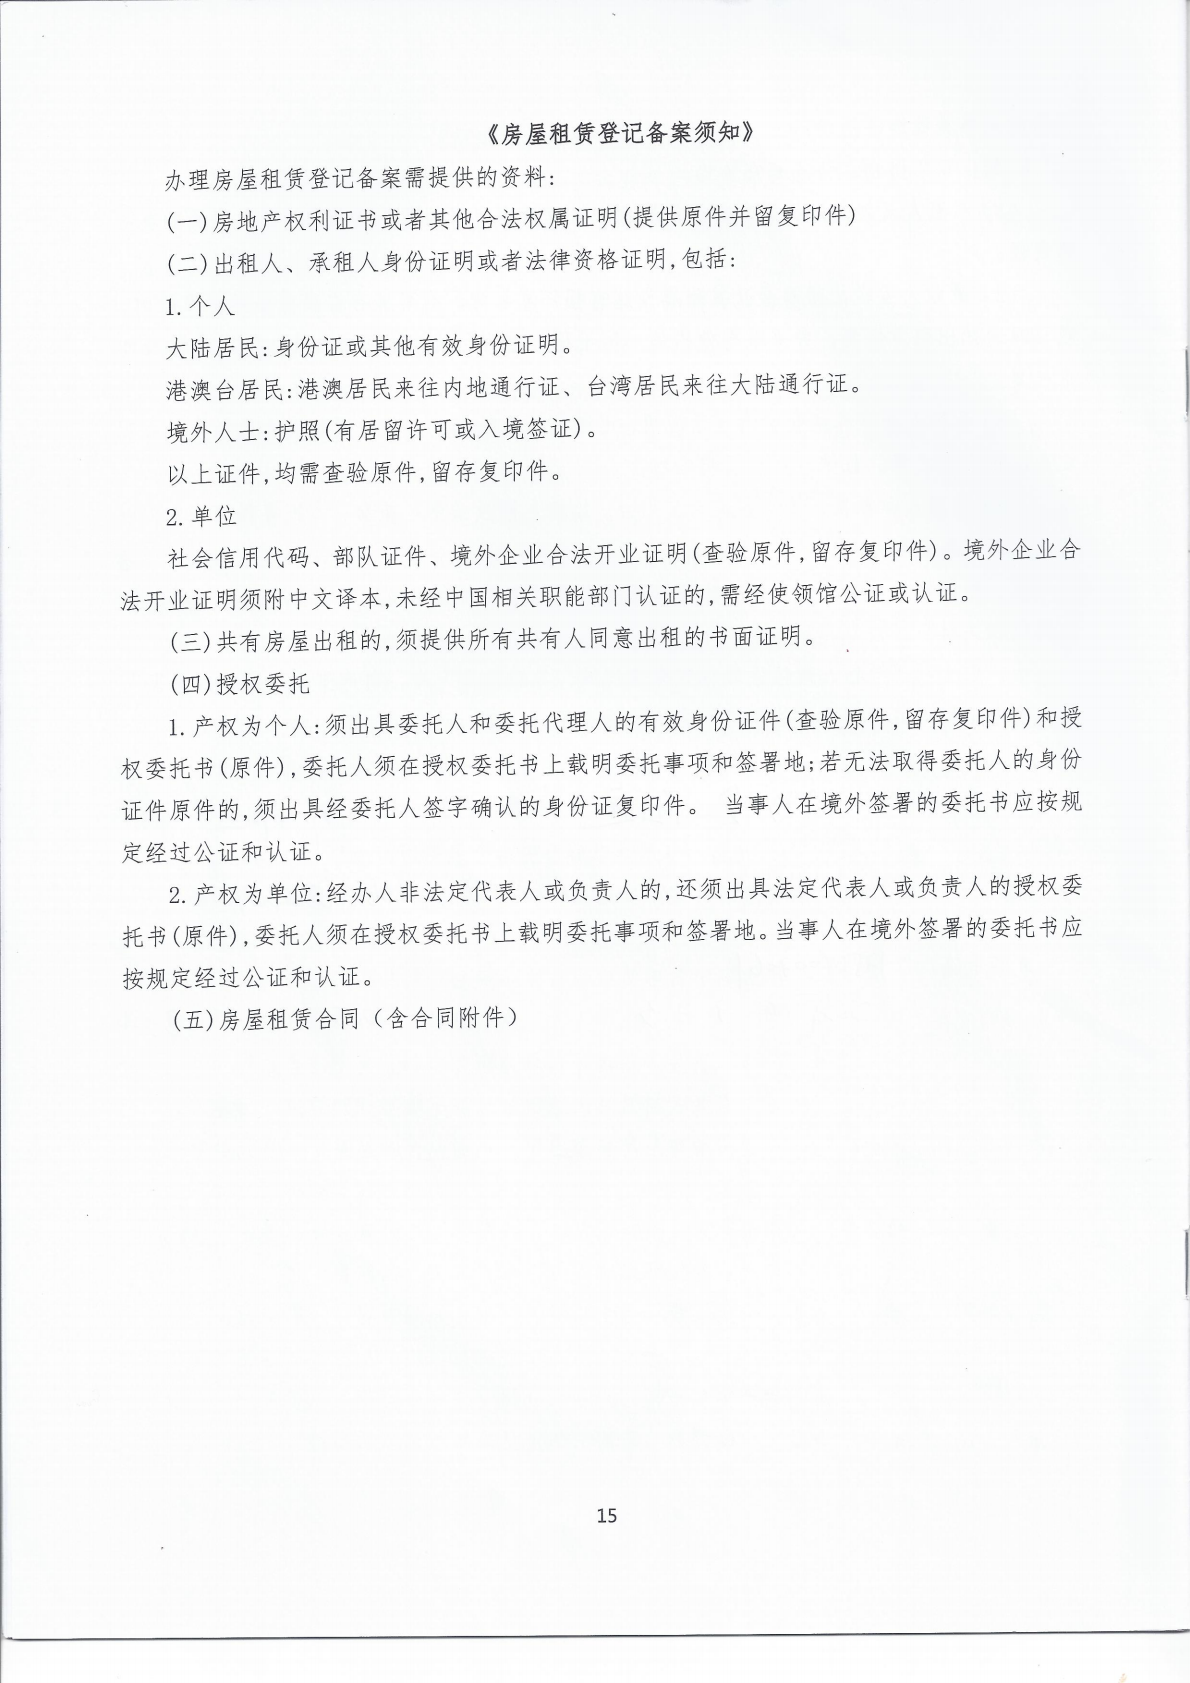 《房屋租赁登记备案须知》
办理房屋租赁登记备案需提供的资料:
(一)房地产权利证书或者其他合法权属证明(提供原件并留复印件)
(二)出租人、承租人身份证明或者法律资格证明,包括:
1.个人
大陆居民:身份证或其他有效身份证明。
港澳台居民:港澳居民来往内地通行证、台湾居民来往大陆通行证。
境外人士:护照(有居留许可或入境签证)。
以上证件,均需查验原件,留存复印件。
2.单位
社会信用代码、部队证件、境外企业合法开业证明(查验原件,留存复印件)。境外企业合
法开业证明须附中文译本,未经中国相关职能部门认证的,需经使领馆公证或认证。
(三)共有房屋出租的,须提供所有共有人同意出租的书面证明。
(四)授权委托
1.产权为个人:须出具委托人和委托代理人的有效身份证件(查验原件,留存复印件)和授
权委托书(原件),委托人须在授权委托书上载明委托事项和签署地;若无法取得委托人的身份
证件原件的,须出具经委托人签字确认的身份证复印件。 当事人在境外签署的委托书应按规
定经过公证和认证。
2.产权为单位:经办人非法定代表人或负责人的,还须出具法定代表人或负责人的授权委
托书(原件),委托人须在授权委托书上载明委托事项和签署地。当事人在境外签署的委托书应
按规定经过公证和认证。
(五)房屋租赁合同（含合同附件）
15